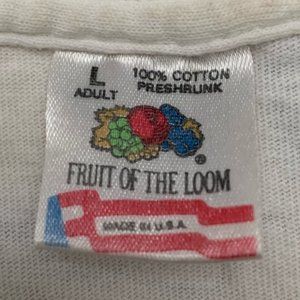 L 100% COTTON
ADULT PRESHRUNK
®
FRUIT OF THE LOOM
MADE IN U.S.A.